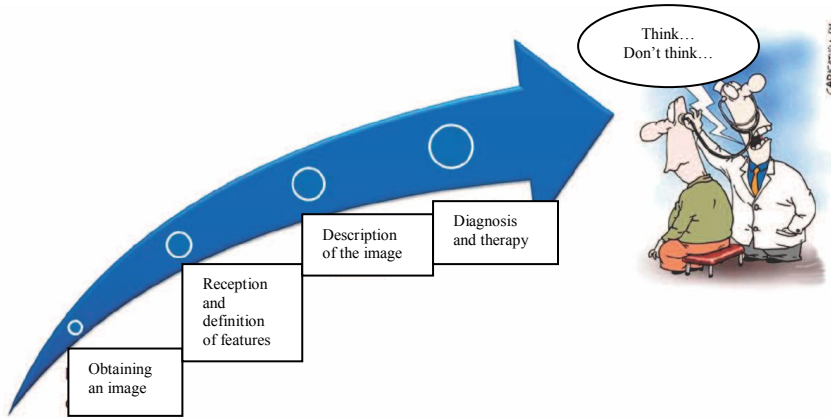 Think…
Don’t think…
Description
of the image
Diagnosis
and therapy
Reception
and
definition
of features
Obtaining
an image